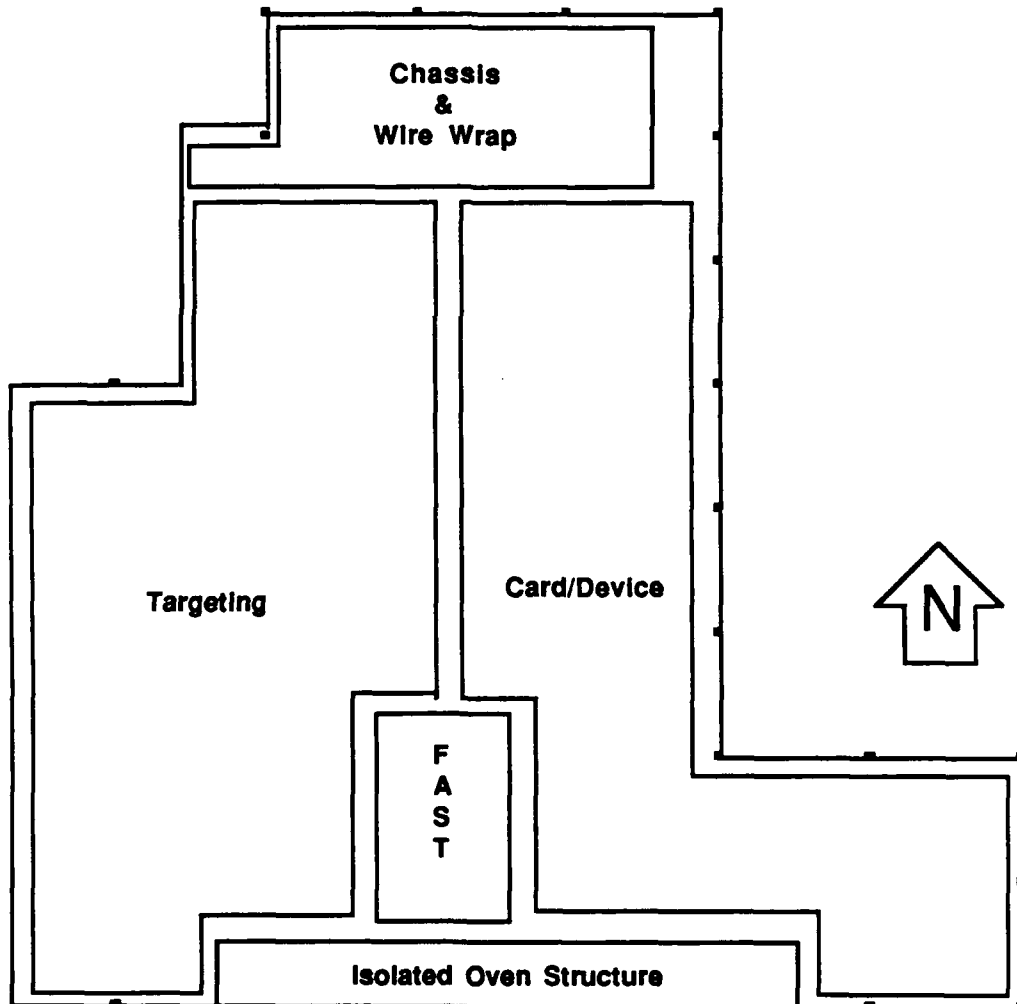 Chassis
&
Wire Wrap
Targeting
Card/Device
N
F
A
S
T
Isolated Oven Structure